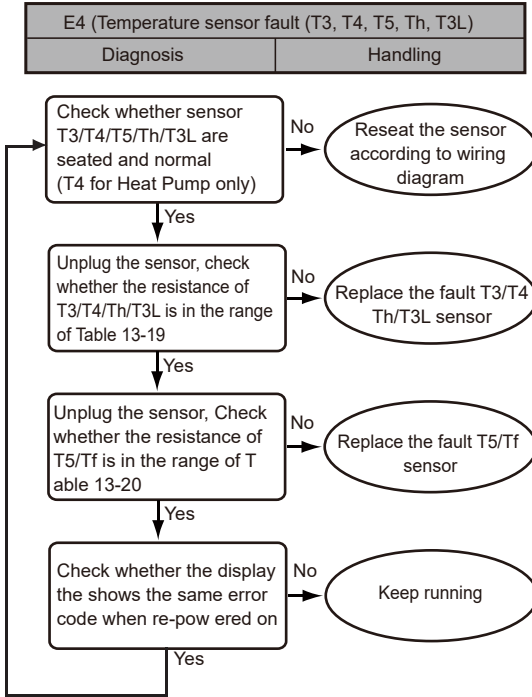 E4 (Temperature sensor fault (T3, T4, T5, Th, T3L)
Diagnosis
Handling
Check whether sensor
T3/T4/T5/Th/T3L are
seated and normal
(T4 for Heat Pump only)
No
Reseat the sensor
according to wiring
diagram
Yes
Unplug the sensor, check
whether the resistance of
T3/T4/Th/T3L is in the range
of Table 13-19
No
Replace the fault T3/T4
Th/T3L sensor
Yes
Unplug the sensor, Check
whether the resistance of
T5/Tf is in the range of T
able 13-20
No
Replace the fault T5/Tf
sensor
Yes
Check whether the display
the shows the same error
code when re-pow ered on
No
Keep running
Yes